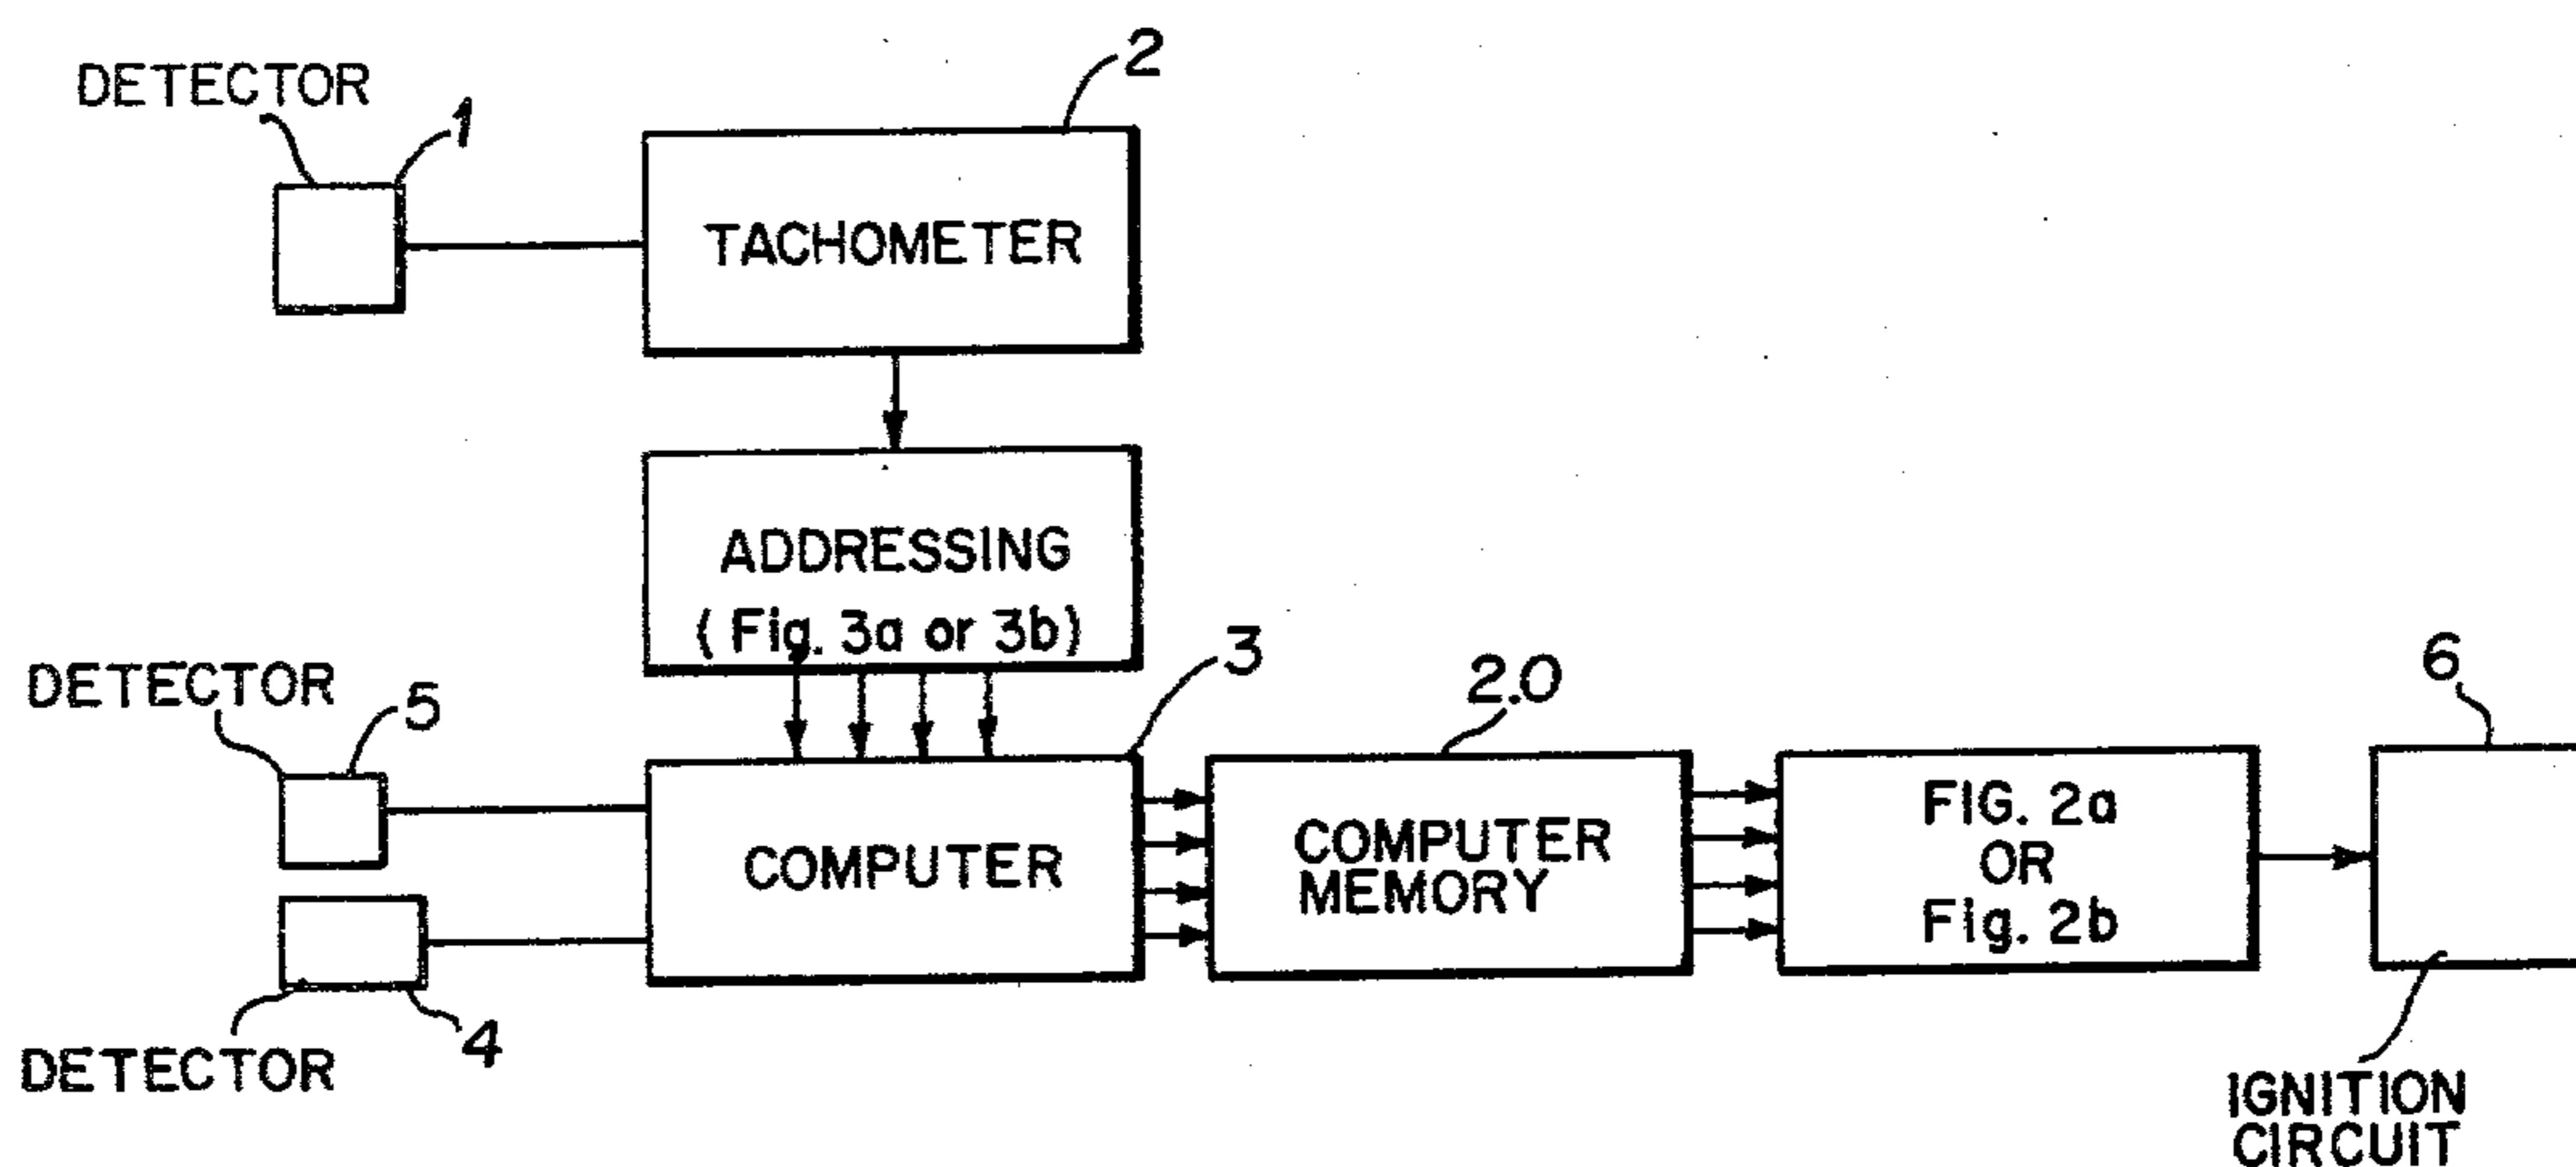 DETECTOR
1
2
TACHOMETER
ADDRESSING
( Fig. 3a or 3b)
DETECTOR
5
3
2.0
6
COMPUTER
COMPUTER
MEMORY
FIG. 2a
OR
Fig. 2b
DETECTOR
4
IGNITION
CIRCUIT